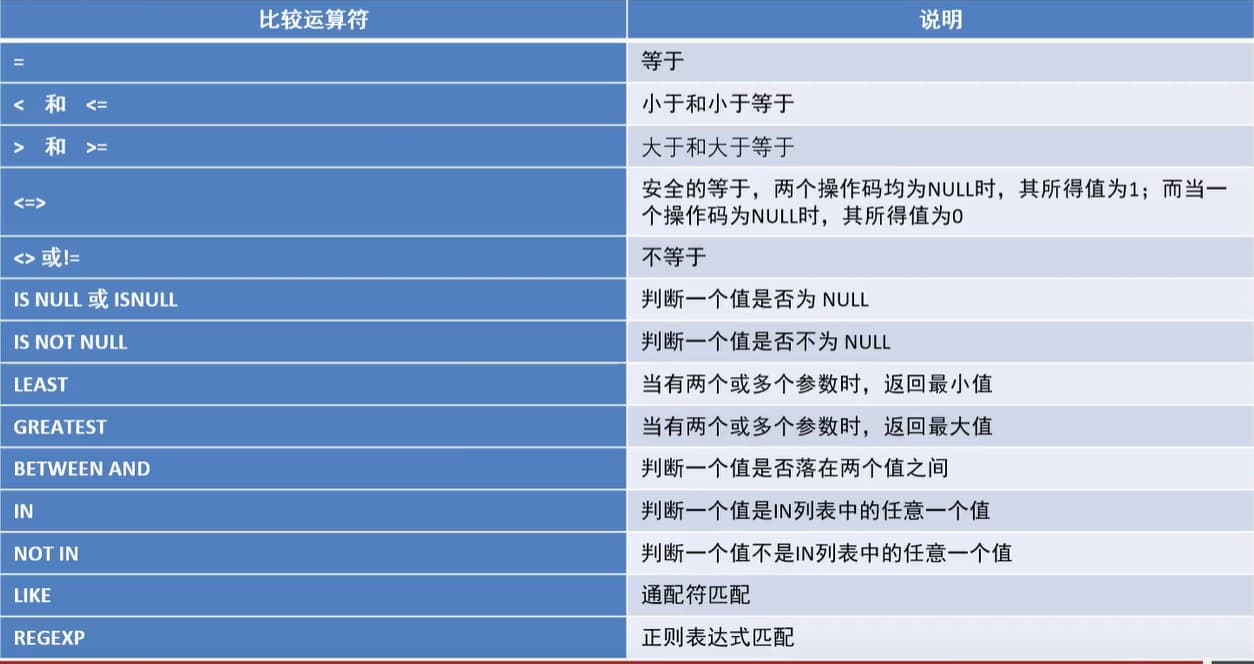 比较运算符 说明
= 等于
< 和 <= 小于和小于等于
> 和 >= 大于和大于等于
<=> 安全的等于，两个操作码均为NULL时，其所得值为1；而当一
个操作码为NULL时，其所得值为0
<> 或!= 不等于
IS NULL 或 ISNULL 判断一个值是否为 NULL
IS NOT NULL 判断一个值是否不为 NULL
LEAST 当有两个或多个参数时，返回最小值
GREATEST 当有两个或多个参数时，返回最大值
BETWEEN AND 判断一个值是否落在两个值之间
IN 判断一个值是IN列表中的任意一个值
NOT IN 判断一个值不是IN列表中的任意一个值
LIKE 通配符匹配
REGEXP 正则表达式匹配